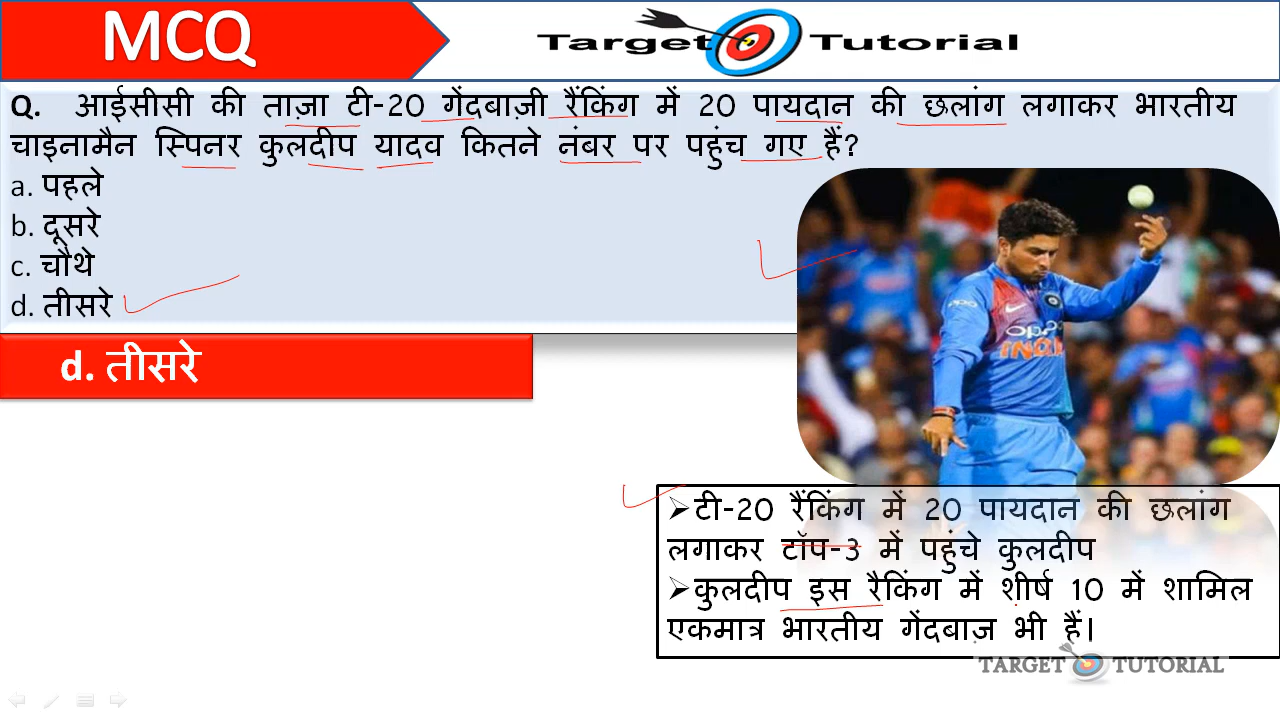 MCQ
Target Tutorial
Q. आईसीसी की ताज़ा टी-20 गेंदबाज़ी रैंकिंग में 20 पायदान की छलांग लगाकर भारतीय
चाइनामैन स्पिनर कुलदीप यादव कितने नंबर पर पहुंच गए हैं?
a. पहले
b. दूसरे
c. चौथे
d. तीसरे
d. तीसरे
oppo
INDIA
➢टी-20 रैंकिंग में 20 पायदान की छलांग
लगाकर टॉप-3 में पहुंचे कुलदीप
➢कुलदीप इस रैकिंग में शीर्ष 10 में शामिल
एकमात्र भारतीय गेंदबाज़ भी हैं।
TARGET TUTORIAL